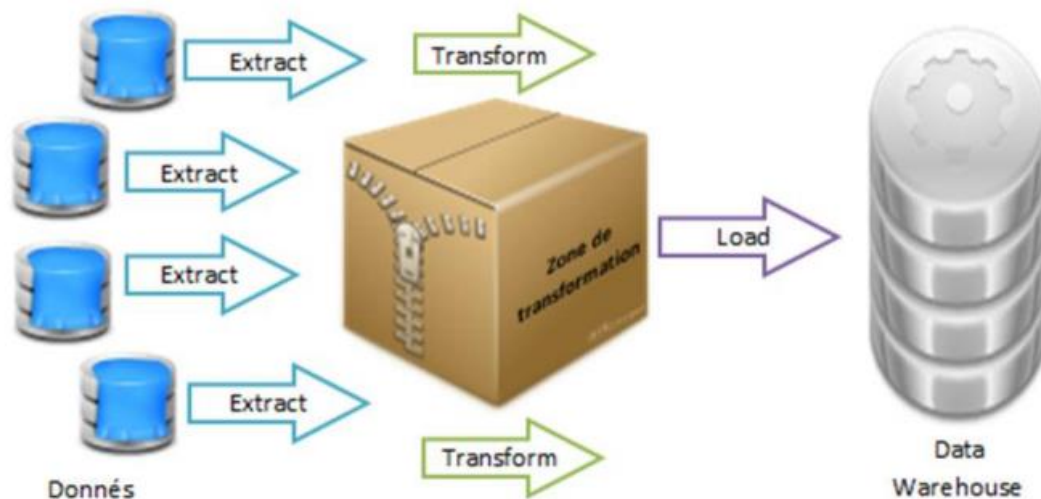 Extract
Transform
Extract
Extract
Extract
Transform
Zone de
transformation
Load
Donnés
Data
Warehouse